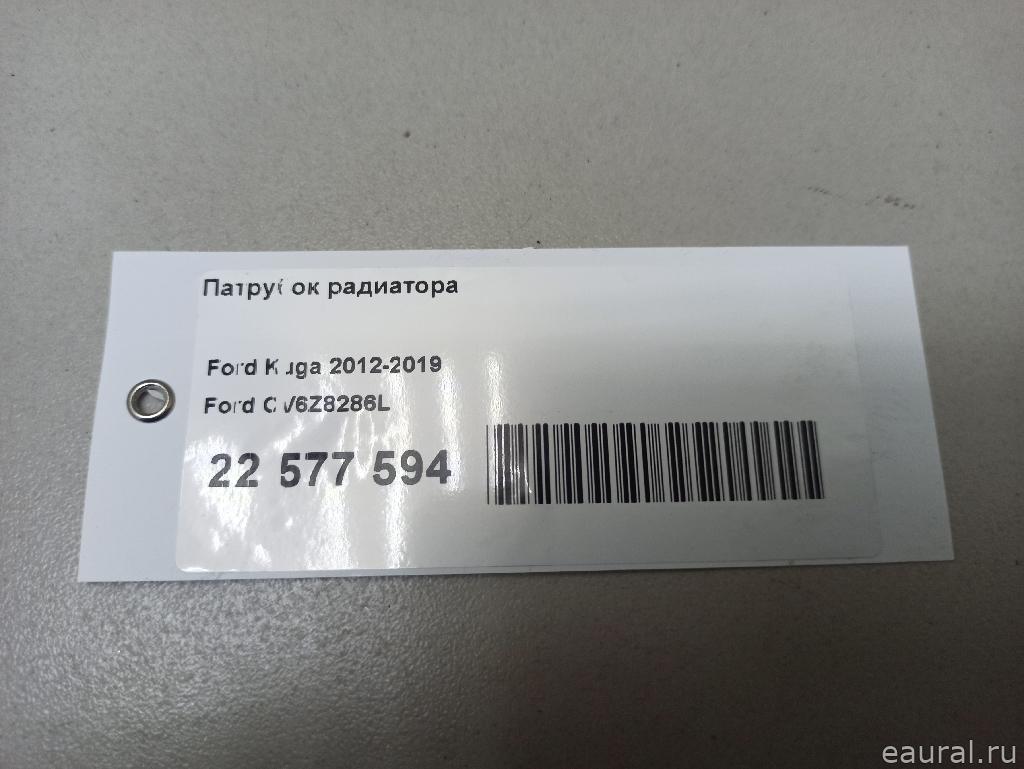 Патрубок радиатора
Ford Kuga 2012-2019
Ford CV6Z8286L
22 577 594
eaural.ru